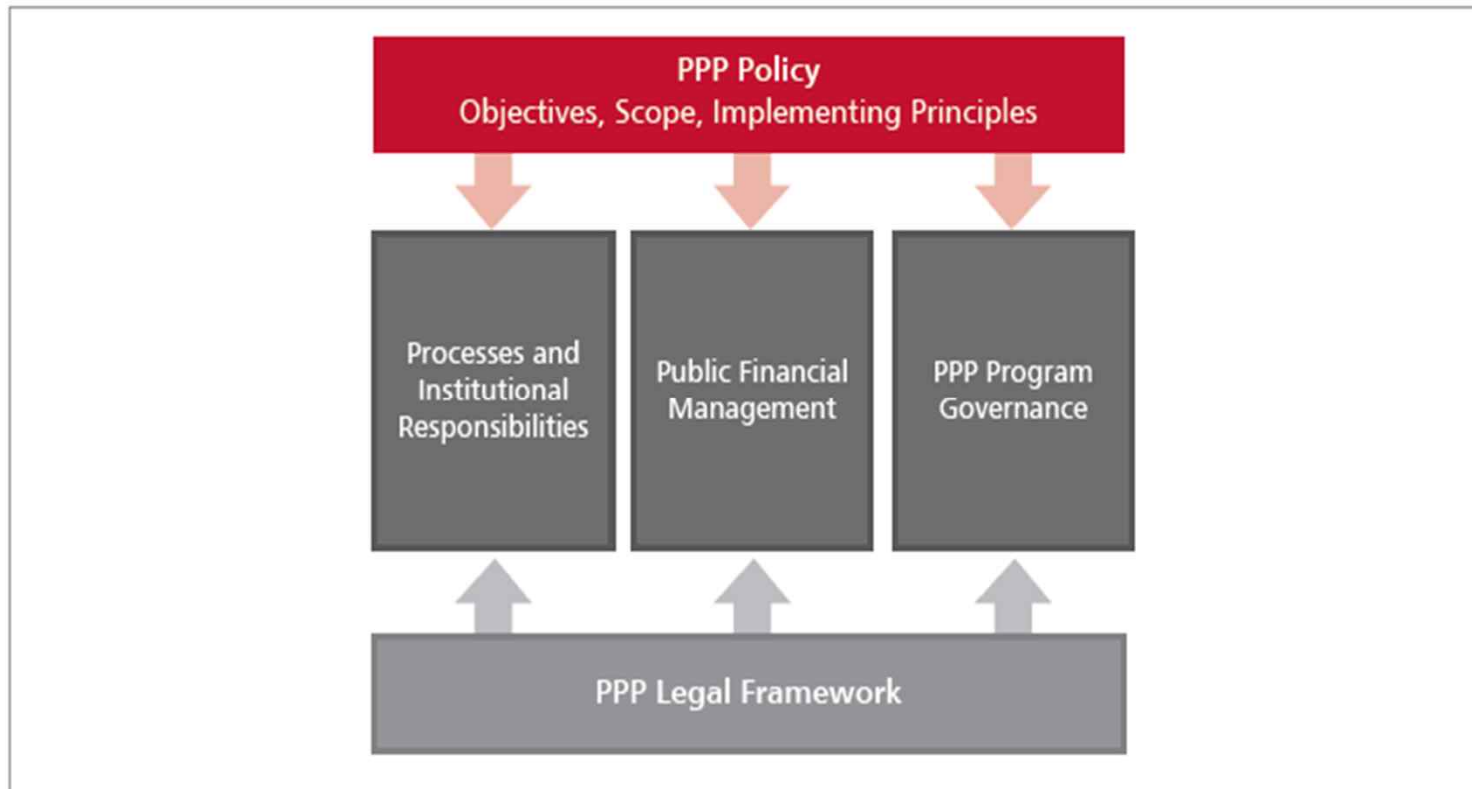 PPP Policy
Objectives, Scope, Implementing Principles
Processes and
Institutional
Responsibilities
Public Financial
Management
PPP Program
Governance
PPP Legal Framework